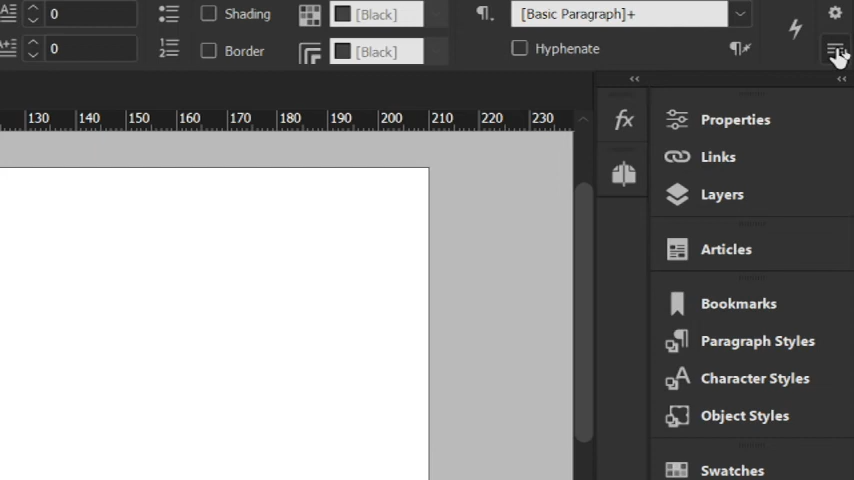 0 Shading [Black] [Basic Paragraph]+
0 Border [Black] Hyphenate
130 140 150 160 170 180 190 200 210 220 230
fx
Properties
Links
Layers
Articles
Bookmarks
Paragraph Styles
Character Styles
Object Styles
Swatches